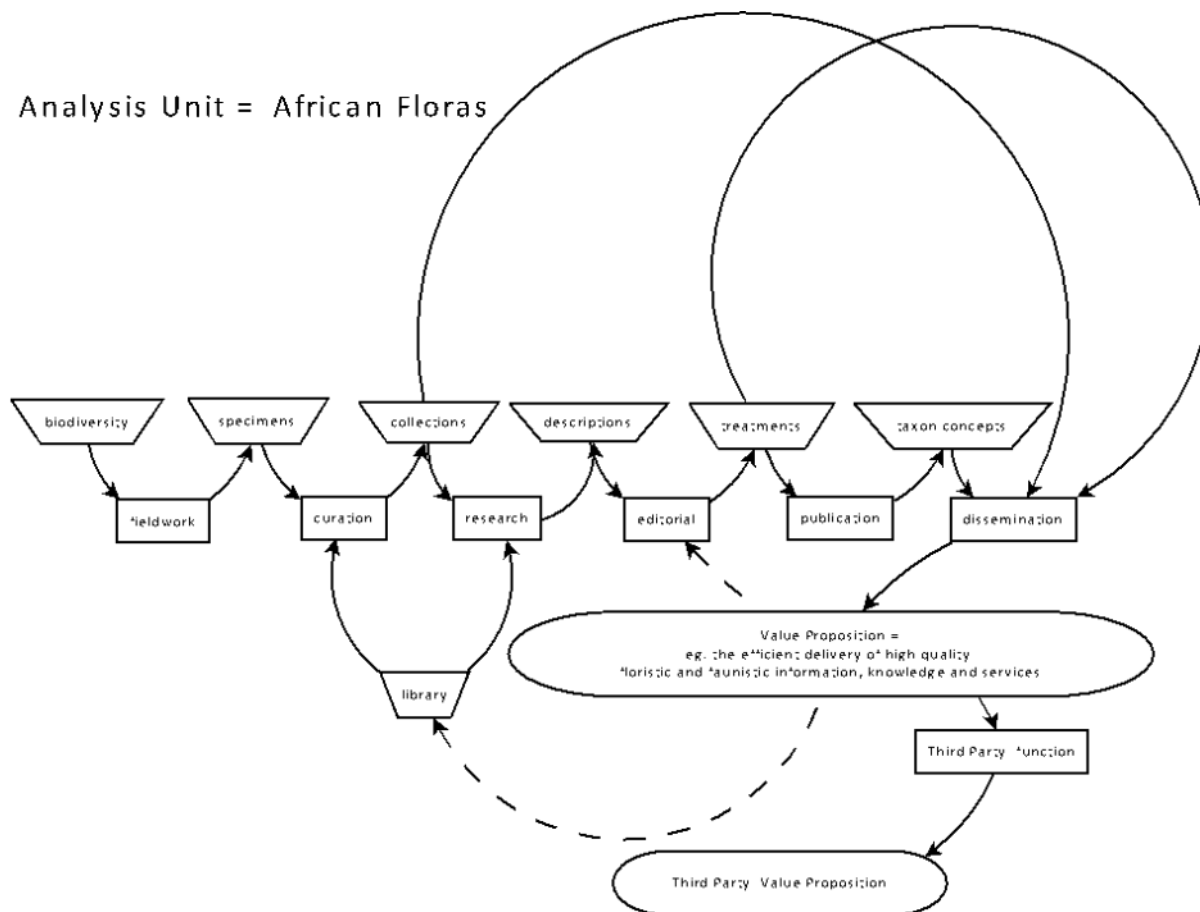 Analysis Unit = African Floras
biodiversity
specimens
collections
descriptions
treatments
taxon concepts
fieldwork
curation
research
editorial
publication
dissemination
Value Proposition =
eg. the efficient delivery of high quality
floristic and faunistic information, knowledge and services
library
Third Party function
Third Party Value Proposition